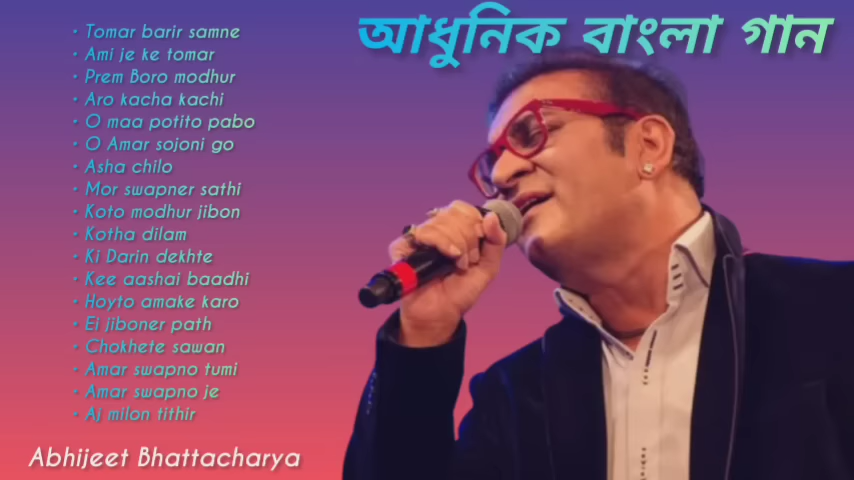 আধুনিক বাংলা গান
• Tomar barir samne
• Ami je ke tomar
• Prem Boro modhur
• Aro kacha kachi
• O maa potito pabo
• O Amar sojoni go
• Asha chilo
• Mor swapner sathi
• Koto modhur jibon
• Kotha dilam
• Ki Darin dekhte
• Kee aashai baadhi
• Hoyto amake karo
• Ei jiboner path
• Chokhete sawan
• Amar swapno tumi
• Amar swapno je
• Aj milon tithir
Abhijeet Bhattacharya